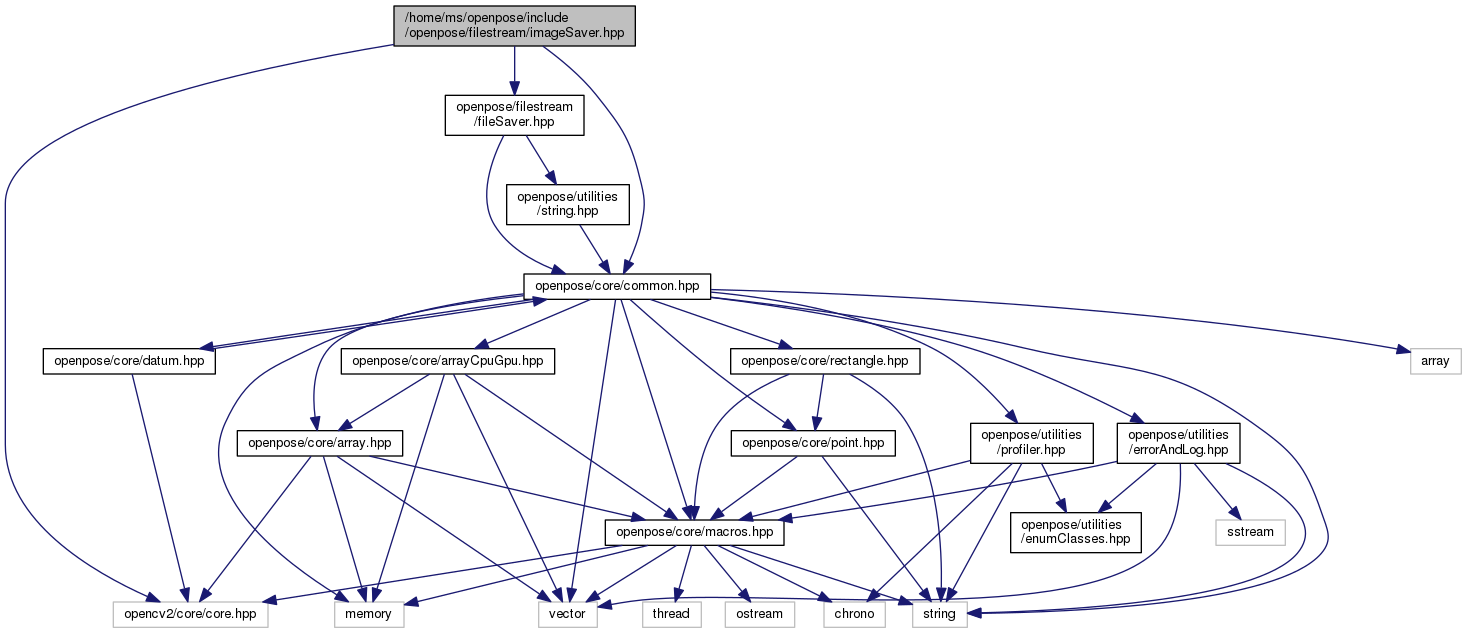 /home/ms/openpose/include
/openpose/filestream/imageSaver.hpp
openpose/filestream
/fileSaver.hpp
openpose/utilities
/string.hpp
openpose/core/common.hpp
openpose/core/datum.hpp
openpose/core/arrayCpuGpu.hpp
openpose/core/rectangle.hpp
array
openpose/core/array.hpp
openpose/core/point.hpp
openpose/utilities
/profiler.hpp
openpose/utilities
/errorAndLog.hpp
openpose/core/macros.hpp
openpose/utilities
/enumClasses.hpp
sstream
opencv2/core/core.hpp
memory
vector
thread
ostream
chrono
string